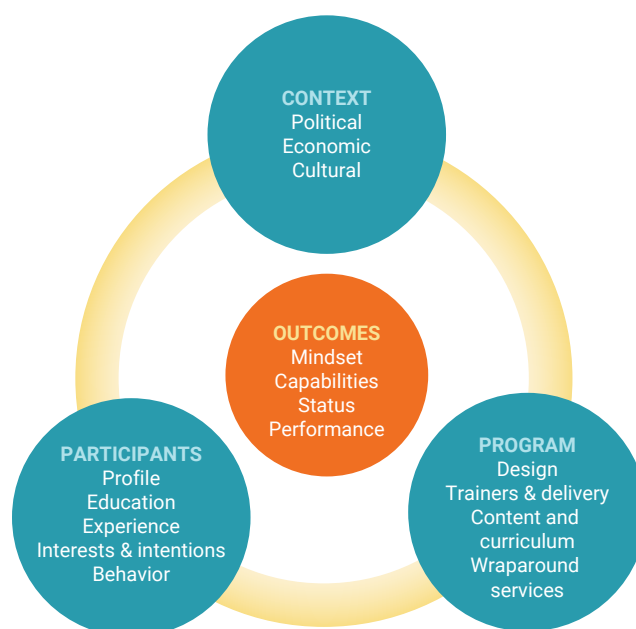 CONTEXT
Political
Economic
Cultural
OUTCOMES
Mindset
Capabilities
Status
Performance
PARTICIPANTS
Profile
Education
Experience
Interests & intentions
Behavior
PROGRAM
Design
Trainers & delivery
Content and
curriculum
Wraparound
services